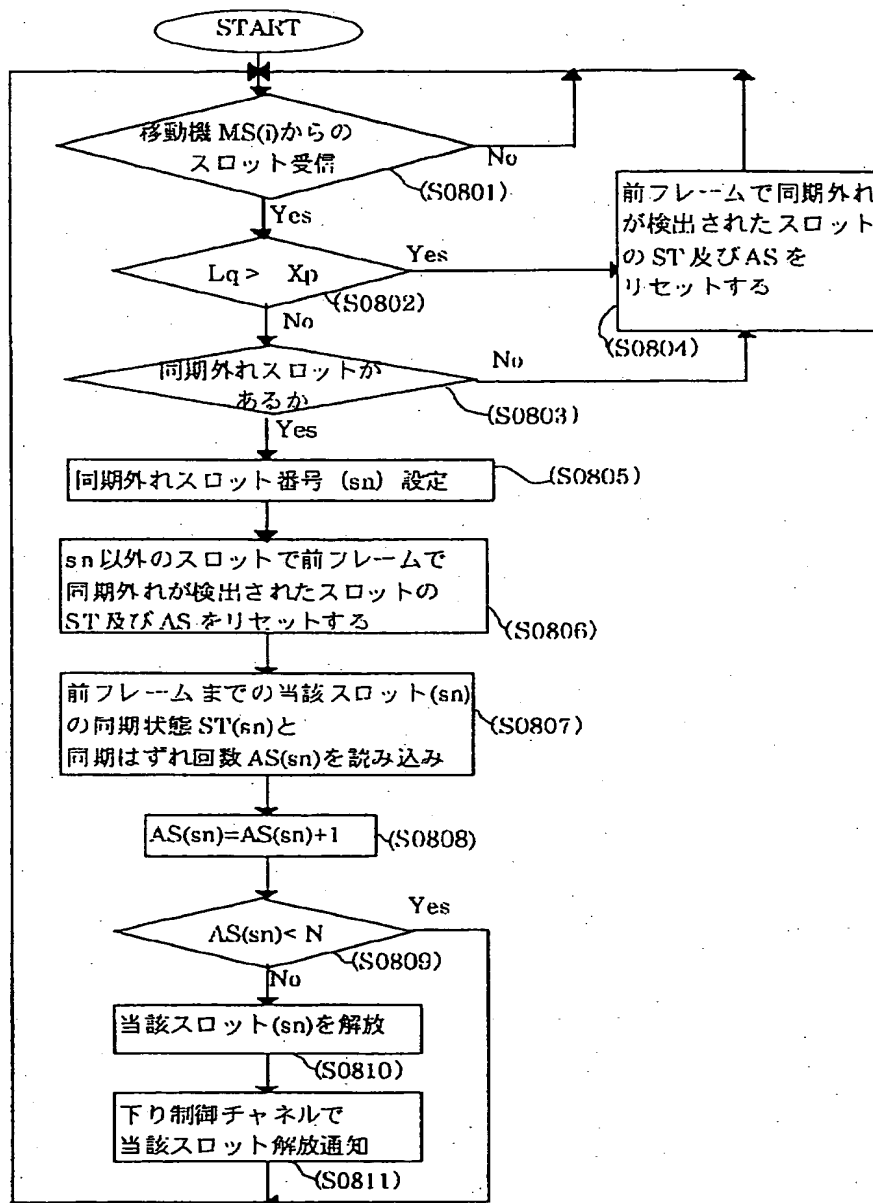 START
移動機 MS(i)からの
スロット受信
No
(S0801)
Yes
前フレームで同期外れ
が検出されたスロット
の ST 及び AS を
リセットする
(S0804)
Lq > Xp
Yes
(S0802)
No
同期外れスロットが
あるか
No
(S0803)
Yes
同期外れスロット番号 (sn) 設定
(S0805)
sn 以外のスロットで前フレームで
同期外れが検出されたスロットの
ST 及び AS をリセットする
(S0806)
前フレームまでの当該スロット(sn)
の同期状態 ST(sn)と
同期はずれ回数 AS(sn)を読み込み
(S0807)
AS(sn)=AS(sn)+1
(S0808)
AS(sn)< N
Yes
(S0809)
No
当該スロット(sn)を解放
(S0810)
下り制御チャネルで
当該スロット解放通知
(S0811)